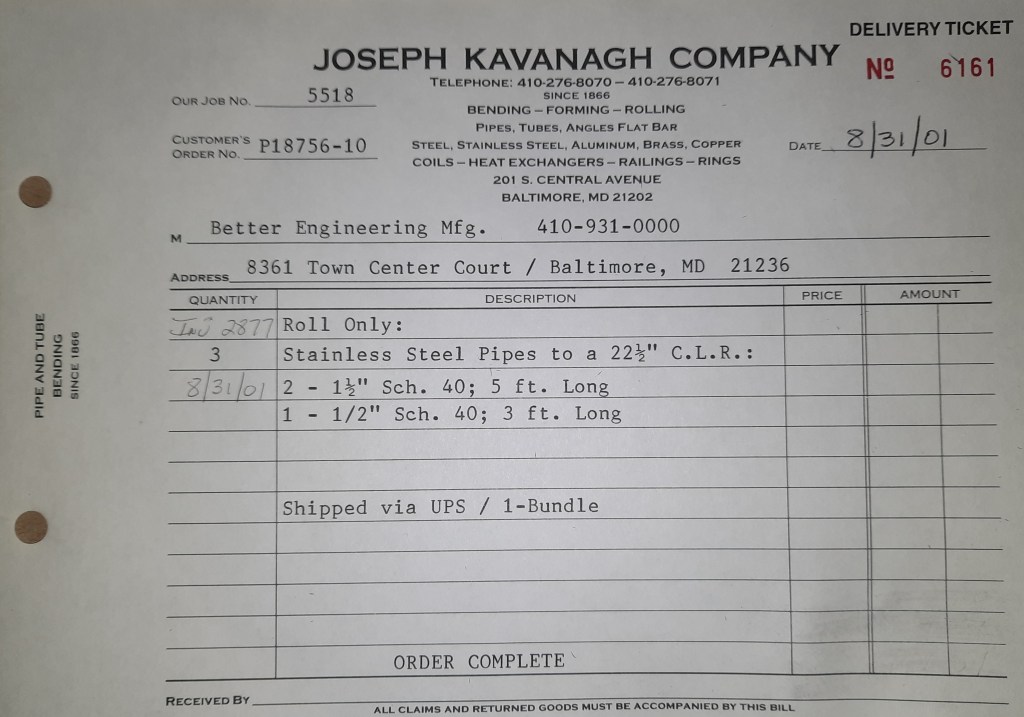 DELIVERY TICKET
JOSEPH KAVANAGH COMPANY
Nº 6161
TELEPHONE: 410-276-8070 – 410-276-8071
SINCE 1866
OUR JOB NO. 5518
BENDING – FORMING – ROLLING
PIPES, TUBES, ANGLES FLAT BAR
CUSTOMER'S ORDER NO. P18756-10
STEEL, STAINLESS STEEL, ALUMINUM, BRASS, COPPER
DATE 8/31/01
COILS – HEAT EXCHANGERS – RAILINGS – RINGS
201 S. CENTRAL AVENUE
BALTIMORE, MD 21202
M Better Engineering Mfg. 410-931-0000
ADDRESS 8361 Town Center Court / Baltimore, MD 21236
QUANTITY DESCRIPTION PRICE AMOUNT
Inv 2877 Roll Only:
3 Stainless Steel Pipes to a 22½" C.L.R.:
8/31/01 2 - 1½" Sch. 40; 5 ft. Long
1 - 1/2" Sch. 40; 3 ft. Long
Shipped via UPS / 1-Bundle
ORDER COMPLETE
RECEIVED BY
ALL CLAIMS AND RETURNED GOODS MUST BE ACCOMPANIED BY THIS BILL
PIPE AND TUBE
BENDING
SINCE 1866